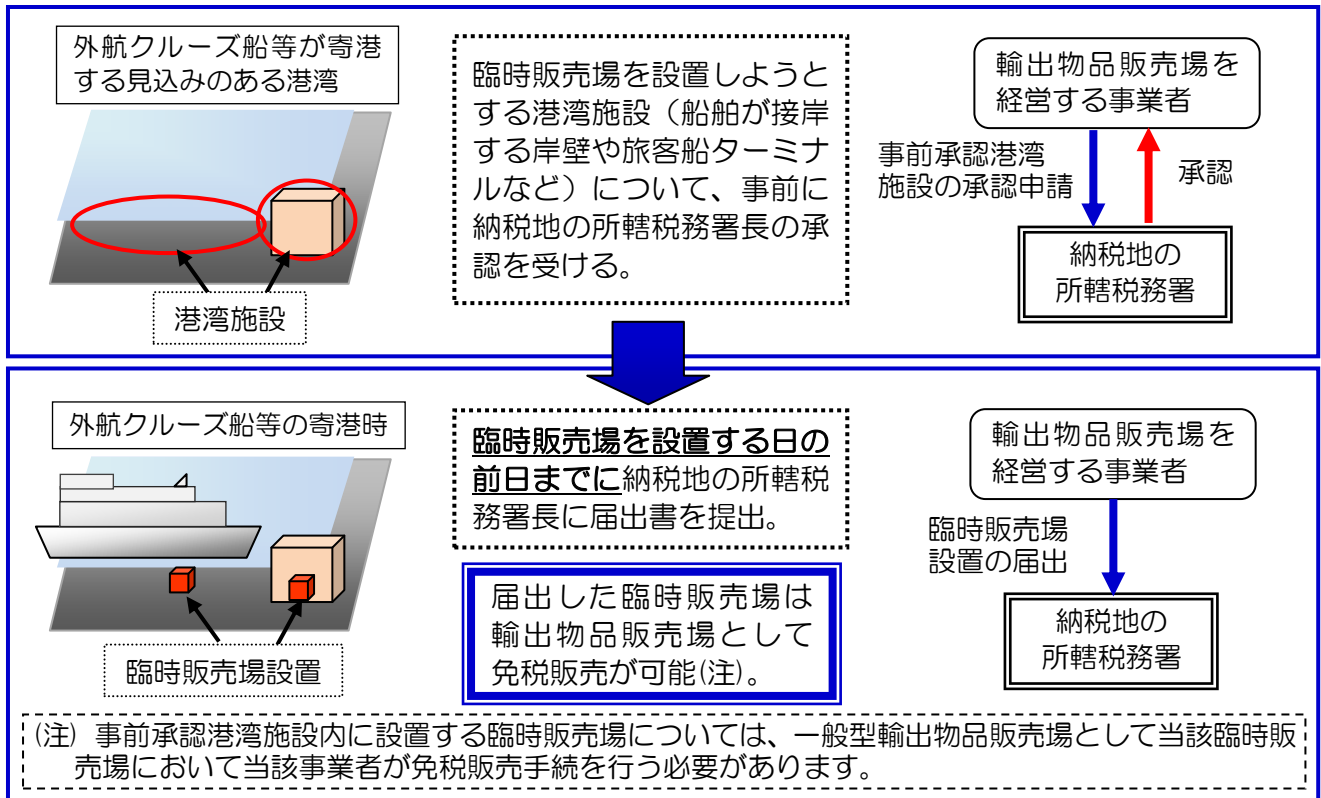 外航クルーズ船等が寄港
する見込みのある港湾
港湾施設
臨時販売場を設置しようと
する港湾施設（船舶が接岸
する岸壁や旅客船ターミナ
ルなど）について、事前に
納税地の所轄税務署長の承
認を受ける。
輸出物品販売場を
経営する事業者
事前承認港湾
施設の承認申請
承認
納税地の
所轄税務署
外航クルーズ船等の寄港時
臨時販売場設置
臨時販売場を設置する日の
前日までに納税地の所轄税
務署長に届出書を提出。
届出した臨時販売場は
輸出物品販売場として
免税販売が可能(注)。
輸出物品販売場を
経営する事業者
臨時販売場
設置の届出
納税地の
所轄税務署
(注) 事前承認港湾施設内に設置する臨時販売場については、一般型輸出物品販売場として当該臨時販
売場において当該事業者が免税販売手続を行う必要があります。